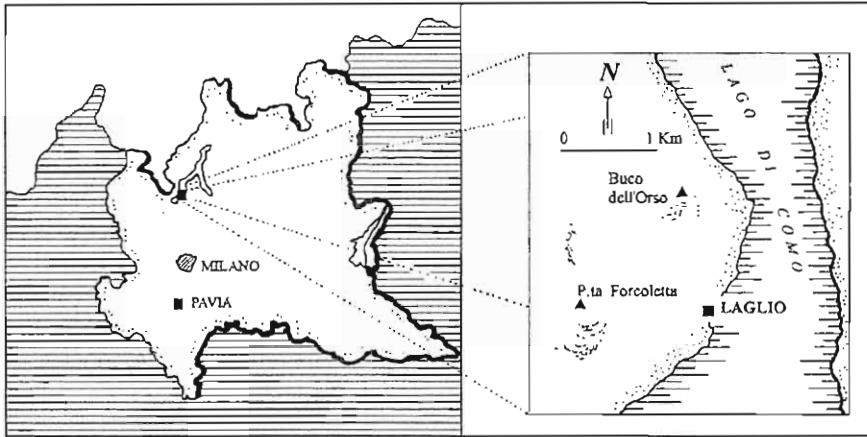 MILANO
PAVIA
N
0 1 Km
LAGO DI COMO
Buco
dell'Orso
P.ta Forcoletta
LAGLIO